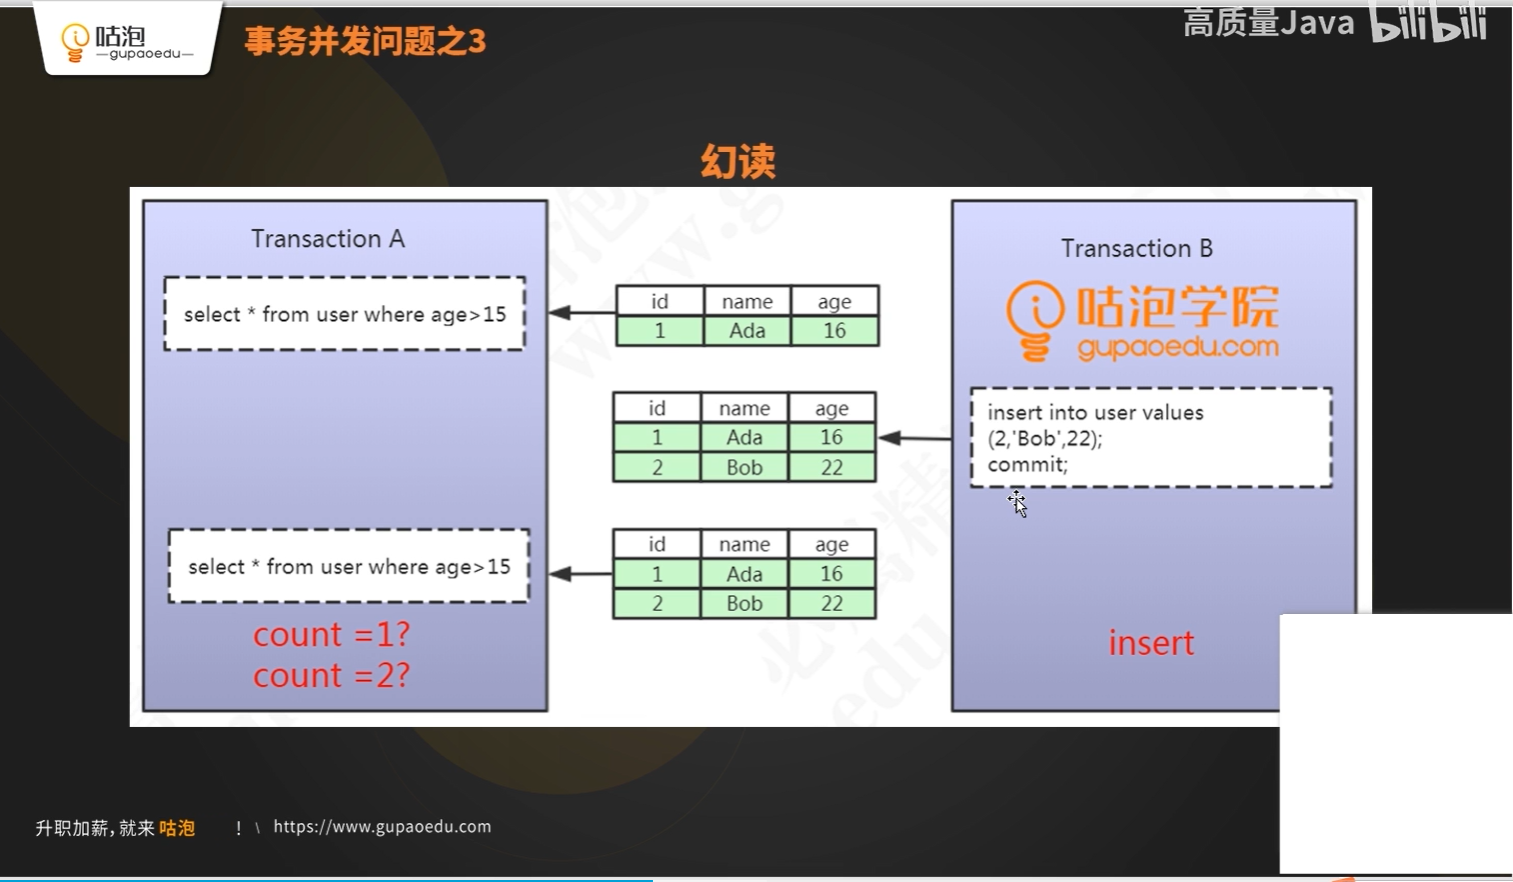 咕泡
—gupaoedu—
事务并发问题之3
高质量Java bilibili
幻读
Transaction A
select * from user where age>15
id name age
1 Ada 16
Transaction B
咕泡学院
gupaoedu.com
id name age
1 Ada 16
2 Bob 22
insert into user values
(2,'Bob',22);
commit;
select * from user where age>15
id name age
1 Ada 16
2 Bob 22
count =1?
count =2?
insert
升职加薪,就来 咕泡 ! \ https://www.gupaoedu.com